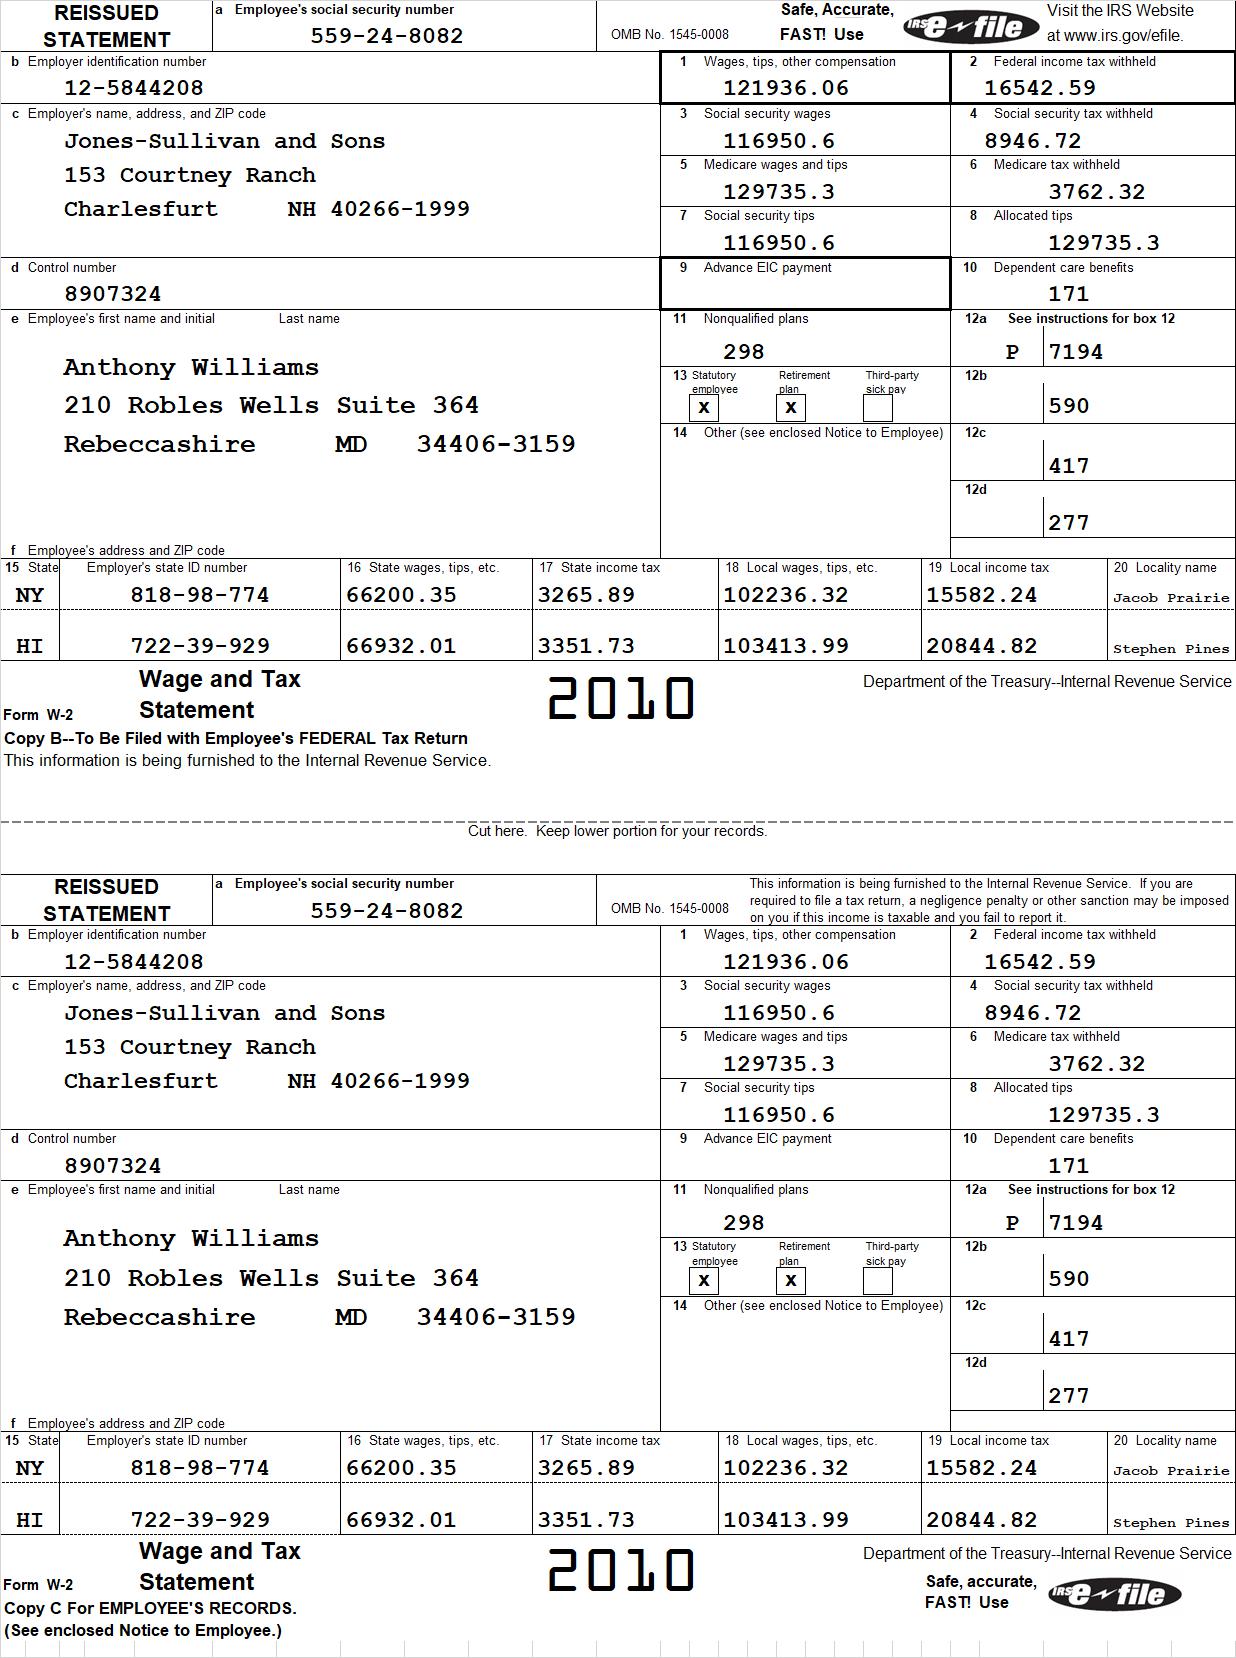 REISSUED STATEMENT
a Employee's social security number
559-24-8082
OMB No. 1545-0008
Safe, Accurate,
FAST! Use
IRS e-file
Visit the IRS Website
at www.irs.gov/efile.
b Employer identification number
12-5844208
1 Wages, tips, other compensation
121936.06
2 Federal income tax withheld
16542.59
c Employer's name, address, and ZIP code
Jones-Sullivan and Sons
153 Courtney Ranch
Charlesfurt NH 40266-1999
3 Social security wages
116950.6
4 Social security tax withheld
8946.72
5 Medicare wages and tips
129735.3
6 Medicare tax withheld
3762.32
7 Social security tips
116950.6
8 Allocated tips
129735.3
d Control number
8907324
9 Advance EIC payment
10 Dependent care benefits
171
e Employee's first name and initial Last name
Anthony Williams
210 Robles Wells Suite 364
Rebeccashire MD 34406-3159
11 Nonqualified plans
298
12a See instructions for box 12
P 7194
13 Statutory employee Retirement plan Third-party sick pay
X X
12b
590
14 Other (see enclosed Notice to Employee)
12c
417
12d
277
f Employee's address and ZIP code
15 State Employer's state ID number 16 State wages, tips, etc. 17 State income tax 18 Local wages, tips, etc. 19 Local income tax 20 Locality name
NY 818-98-774 66200.35 3265.89 102236.32 15582.24 Jacob Prairie
HI 722-39-929 66932.01 3351.73 103413.99 20844.82 Stephen Pines
Wage and Tax
Statement
Form W-2
2010
Department of the Treasury--Internal Revenue Service
Copy B--To Be Filed with Employee's FEDERAL Tax Return
This information is being furnished to the Internal Revenue Service.
Cut here. Keep lower portion for your records.
REISSUED STATEMENT
a Employee's social security number
559-24-8082
OMB No. 1545-0008
This information is being furnished to the Internal Revenue Service. If you are
required to file a tax return, a negligence penalty or other sanction may be imposed
on you if this income is taxable and you fail to report it.
b Employer identification number
12-5844208
1 Wages, tips, other compensation
121936.06
2 Federal income tax withheld
16542.59
c Employer's name, address, and ZIP code
Jones-Sullivan and Sons
153 Courtney Ranch
Charlesfurt NH 40266-1999
3 Social security wages
116950.6
4 Social security tax withheld
8946.72
5 Medicare wages and tips
129735.3
6 Medicare tax withheld
3762.32
7 Social security tips
116950.6
8 Allocated tips
129735.3
d Control number
8907324
9 Advance EIC payment
10 Dependent care benefits
171
e Employee's first name and initial Last name
Anthony Williams
210 Robles Wells Suite 364
Rebeccashire MD 34406-3159
11 Nonqualified plans
298
12a See instructions for box 12
P 7194
13 Statutory employee Retirement plan Third-party sick pay
X X
12b
590
14 Other (see enclosed Notice to Employee)
12c
417
12d
277
f Employee's address and ZIP code
15 State Employer's state ID number 16 State wages, tips, etc. 17 State income tax 18 Local wages, tips, etc. 19 Local income tax 20 Locality name
NY 818-98-774 66200.35 3265.89 102236.32 15582.24 Jacob Prairie
HI 722-39-929 66932.01 3351.73 103413.99 20844.82 Stephen Pines
Wage and Tax
Statement
Form W-2
2010
Department of the Treasury--Internal Revenue Service
Safe, accurate,
FAST! Use
IRS e-file
Copy C For EMPLOYEE'S RECORDS.
(See enclosed Notice to Employee.)